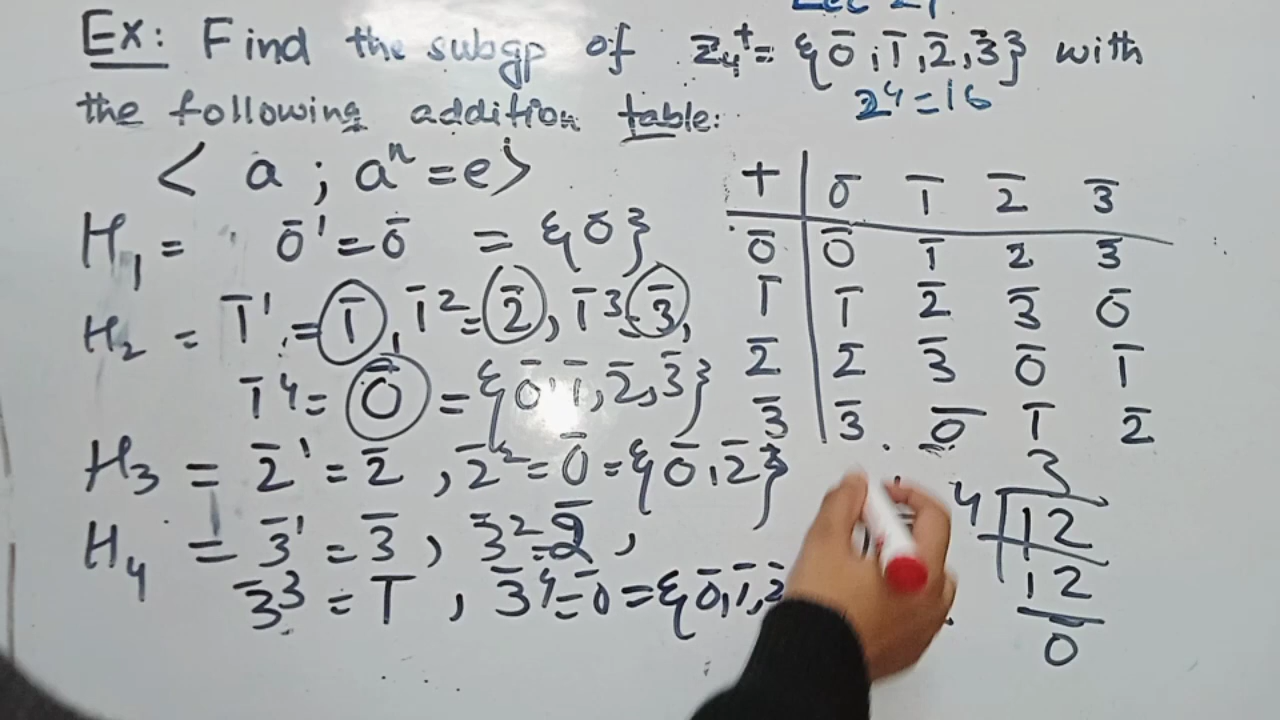 Lec 21
Ex: Find the subgp of Z₄⁺ = {0̄, 1̄, 2̄, 3̄} with
2⁴ = 16
the following addition table:
< a ; aⁿ = e >
H₁ = 0̄¹ = 0̄ = {0̄}
H₂ = 1̄¹ = 1̄, 1̄² = 2̄, 1̄³ = 3̄,
1̄⁴ = 0̄ = {0̄, 1̄, 2̄, 3̄}
H₃ = 2̄¹ = 2̄, 2̄² = 0̄ = {0̄, 2̄}
H₄ = 3̄¹ = 3̄, 3̄² = 2̄,
3̄³ = 1̄, 3̄⁴ = 0̄ = {0̄, 1̄, 2̄
+ 0̄ 1̄ 2̄ 3̄
0̄ 0̄ 1̄ 2̄ 3̄
1̄ 1̄ 2̄ 3̄ 0̄
2̄ 2̄ 3̄ 0̄ 1̄
3̄ 3̄ 0̄ 1̄ 2̄
3
4 12
12
0